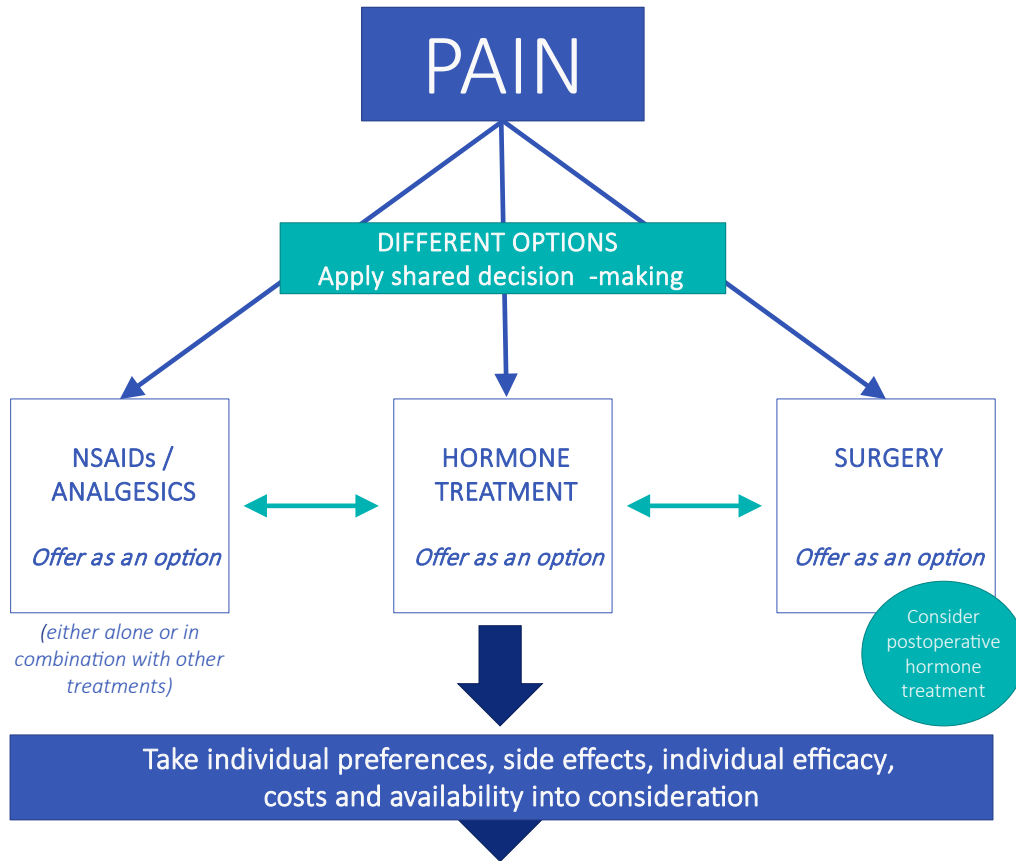 PAIN
DIFFERENT OPTIONS
Apply shared decision -making
NSAIDs /
ANALGESICS
Offer as an option
(either alone or in
combination with other
treatments)
HORMONE
TREATMENT
Offer as an option
SURGERY
Offer as an option
Consider
postoperative
hormone
treatment
Take individual preferences, side effects, individual efficacy,
costs and availability into consideration